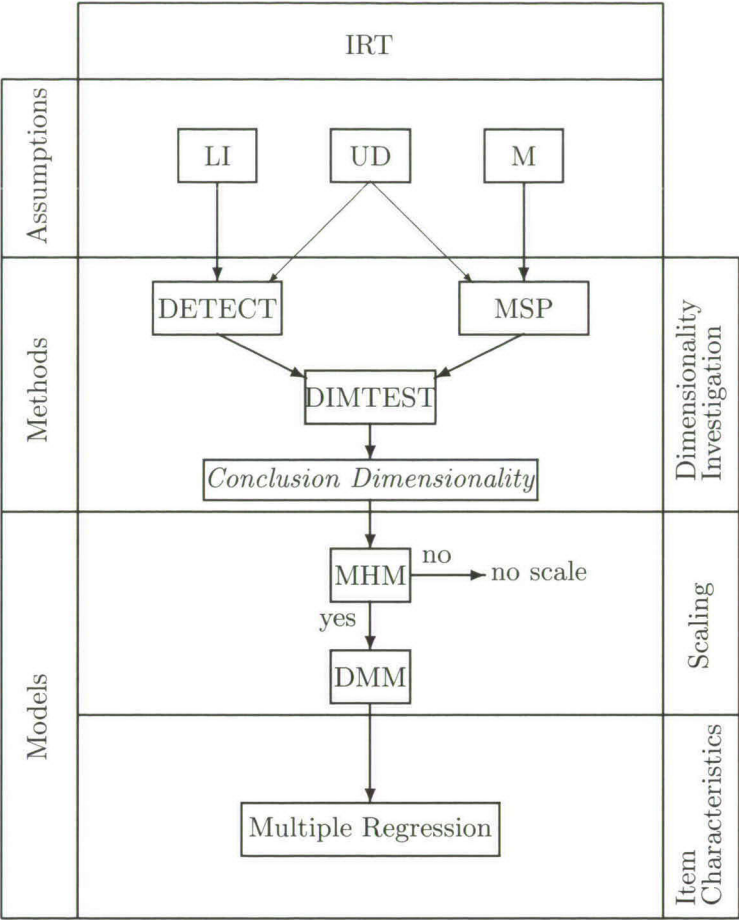 IRT
Assumptions
LI
UD
M
Methods
DETECT
MSP
DIMTEST
Conclusion Dimensionality
Dimensionality
Investigation
Models
MHM
no
no scale
yes
DMM
Scaling
Multiple Regression
Item
Characteristics